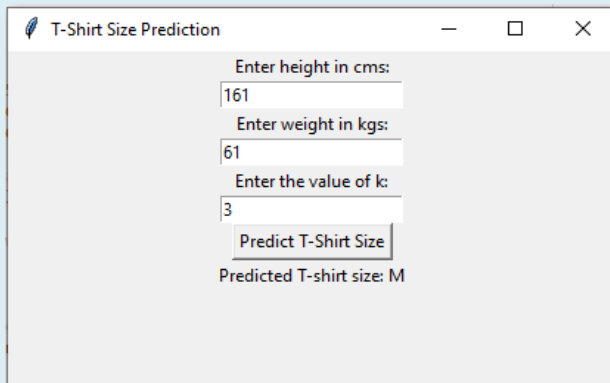 T-Shirt Size Prediction
Enter height in cms:
161
Enter weight in kgs:
61
Enter the value of k:
3
Predict T-Shirt Size
Predicted T-shirt size: M